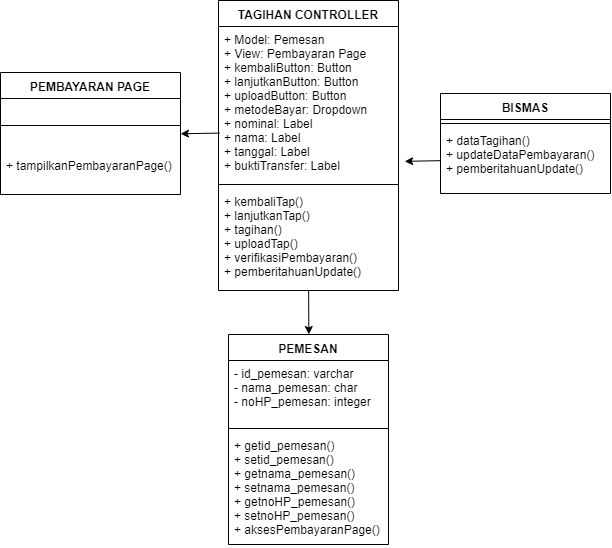 TAGIHAN CONTROLLER
+ Model: Pemesan
+ View: Pembayaran Page
+ kembaliButton: Button
+ lanjutkanButton: Button
+ uploadButton: Button
+ metodeBayar: Dropdown
+ nominal: Label
+ nama: Label
+ tanggal: Label
+ buktiTransfer: Label
+ kembaliTap()
+ lanjutkanTap()
+ tagihan()
+ uploadTap()
+ verifikasiPembayaran()
+ pemberitahuanUpdate()
PEMBAYARAN PAGE
+ tampilkanPembayaranPage()
BISMAS
+ dataTagihan()
+ updateDataPembayaran()
+ pemberitahuanUpdate()
PEMESAN
- id_pemesan: varchar
- nama_pemesan: char
- noHP_pemesan: integer
+ getid_pemesan()
+ setid_pemesan()
+ getnama_pemesan()
+ setnama_pemesan()
+ getnoHP_pemesan()
+ setnoHP_pemesan()
+ aksesPembayaranPage()